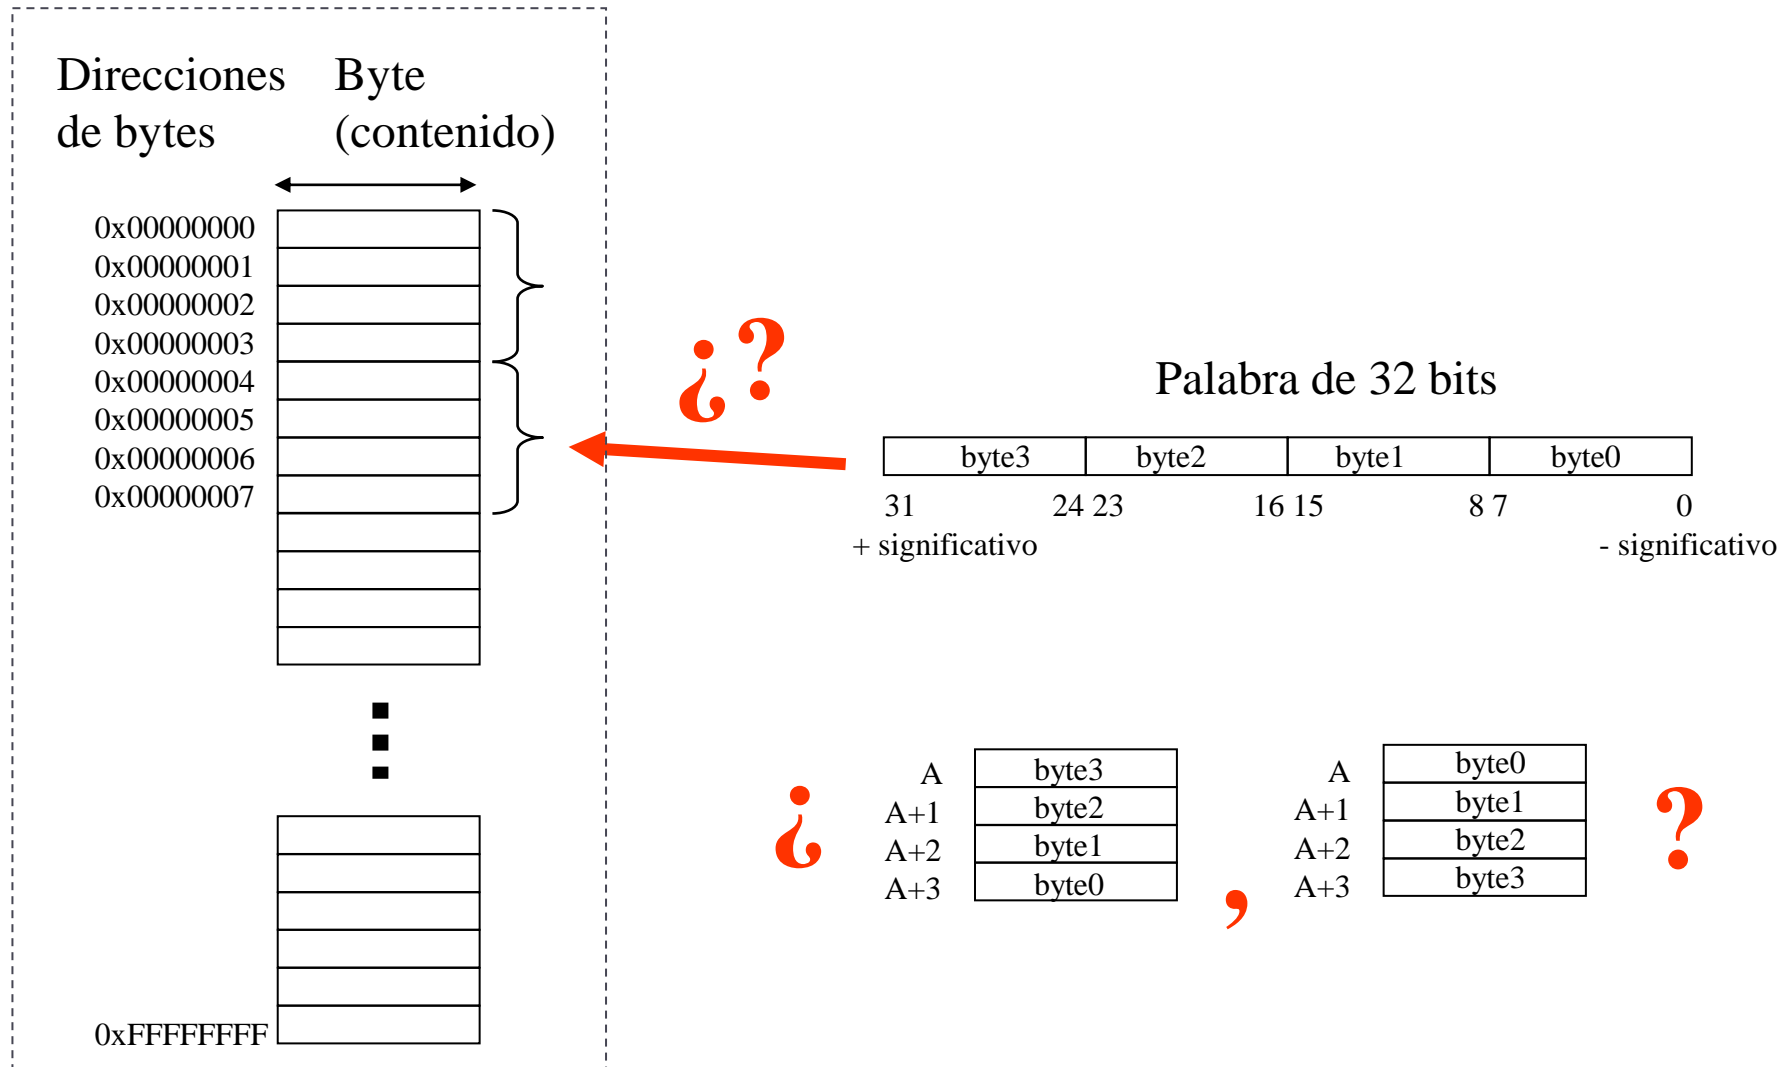 Direcciones
de bytes
Byte
(contenido)
0x00000000
0x00000001
0x00000002
0x00000003
0x00000004
0x00000005
0x00000006
0x00000007
0xFFFFFFFF
¿?
Palabra de 32 bits
byte3 byte2 byte1 byte0
31 24 23 16 15 8 7 0
+ significativo - significativo
¿
A byte3
A+1 byte2
A+2 byte1
A+3 byte0
,
A byte0
A+1 byte1
A+2 byte2
A+3 byte3
?